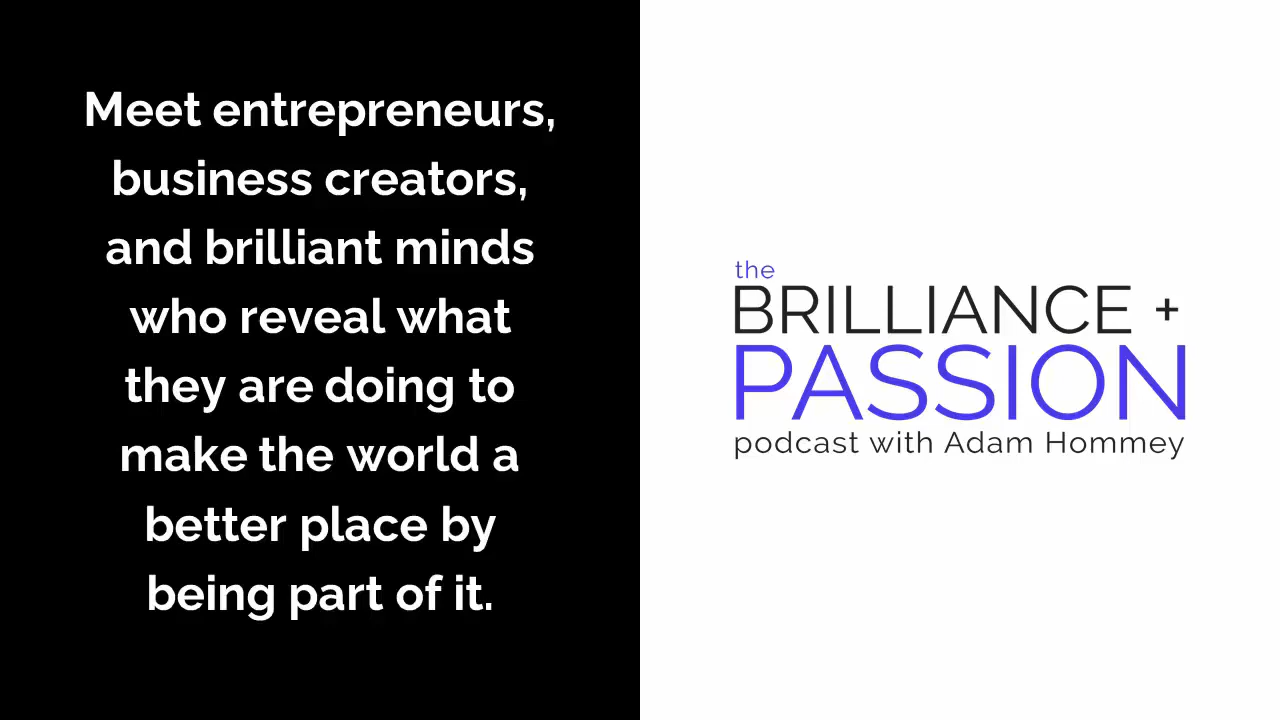 Meet entrepreneurs,
business creators,
and brilliant minds
who reveal what
they are doing to
make the world a
better place by
being part of it.
the
BRILLIANCE +
PASSION
podcast with Adam Hommey